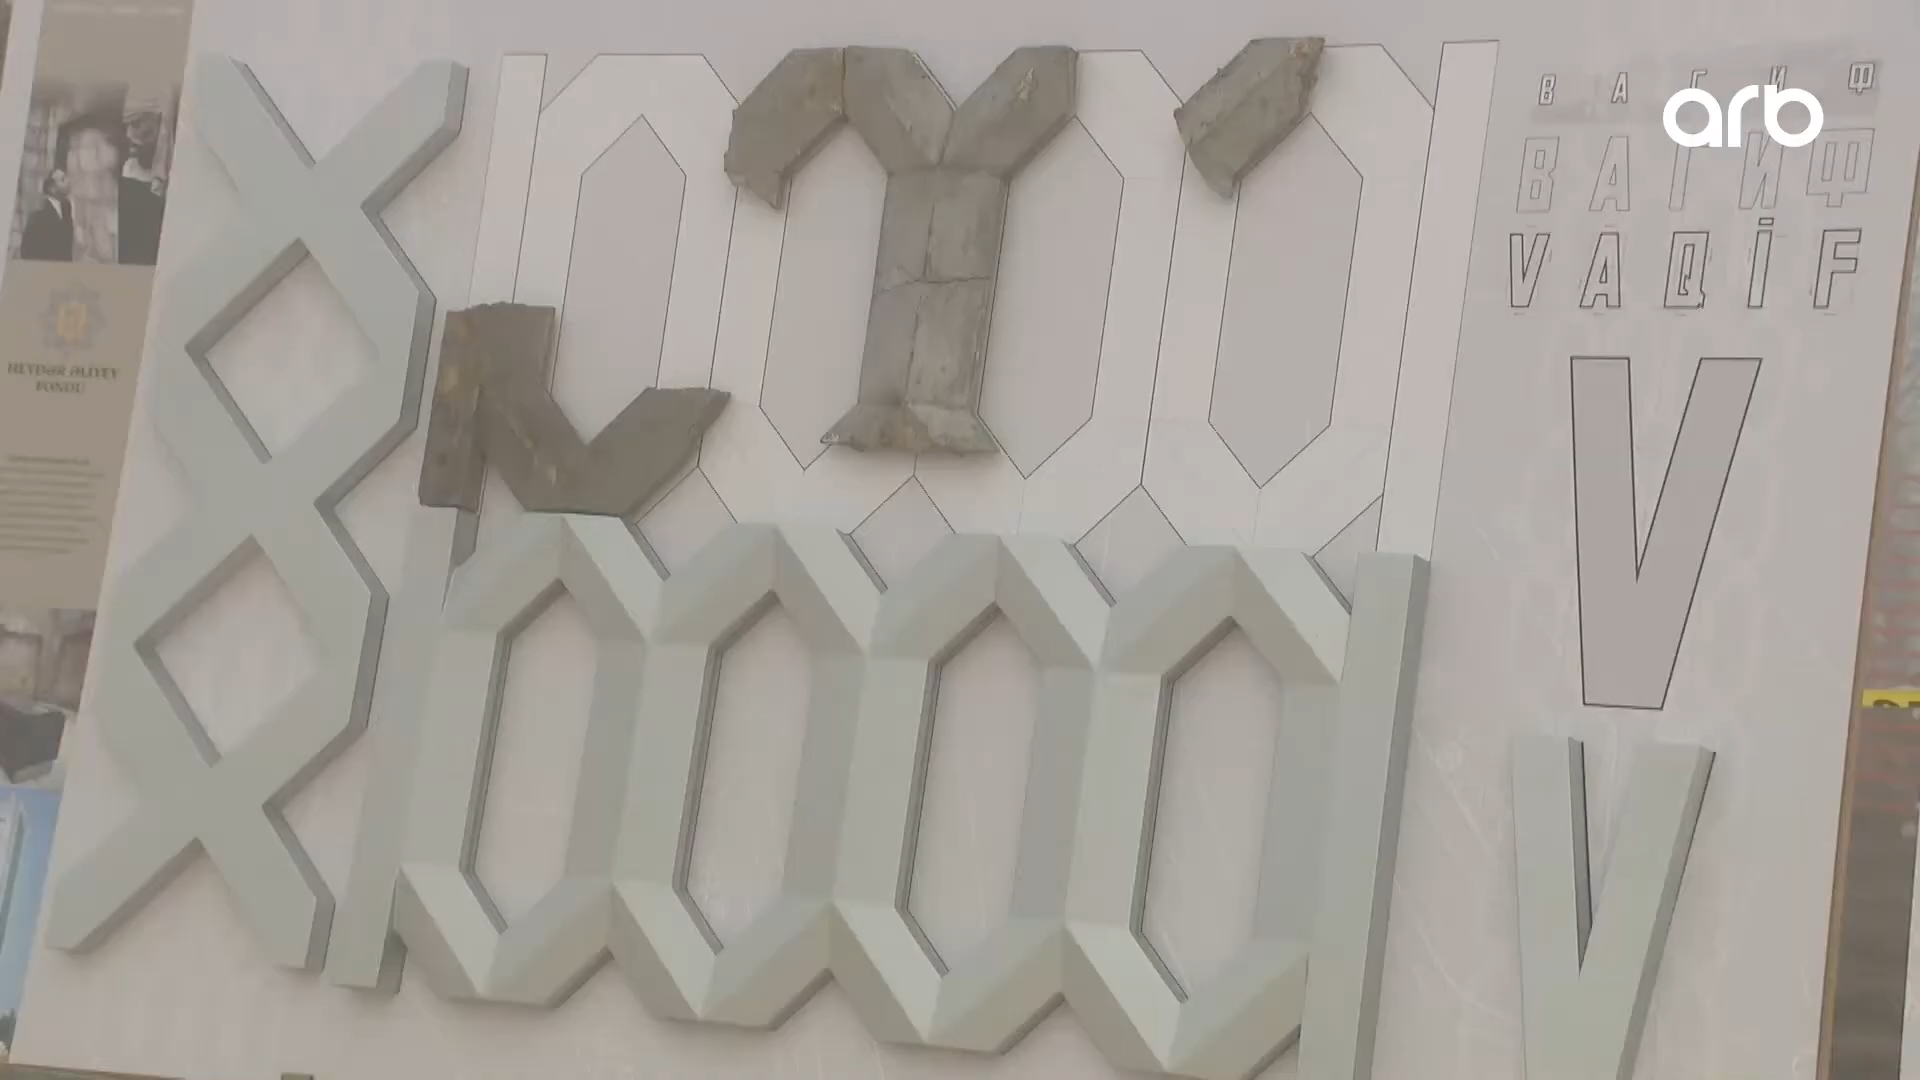 arb
В А Г И Ф
В А Г И Ф
V A Q İ F
V
V
HEYDƏR ƏLİYEV
FONDU